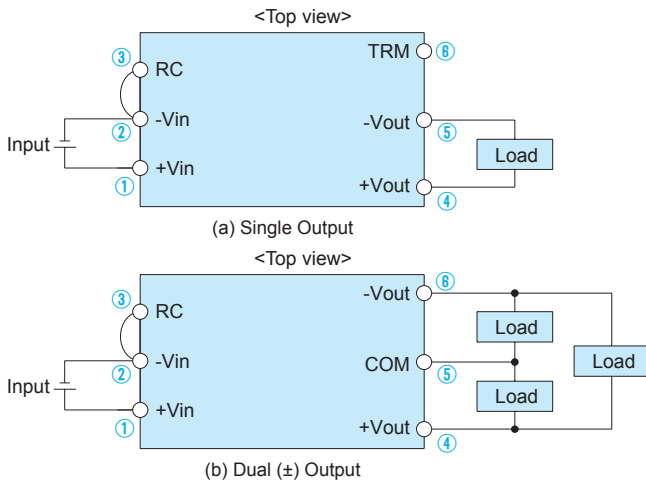 <Top view>
③ RC
TRM ⑥
② -Vin
-Vout ⑤
Input
Load
① +Vin
+Vout ④
(a) Single Output
<Top view>
③ RC
-Vout ⑥
Load
② -Vin
COM ⑤
Load
Input
Load
① +Vin
+Vout ④
(b) Dual (±) Output